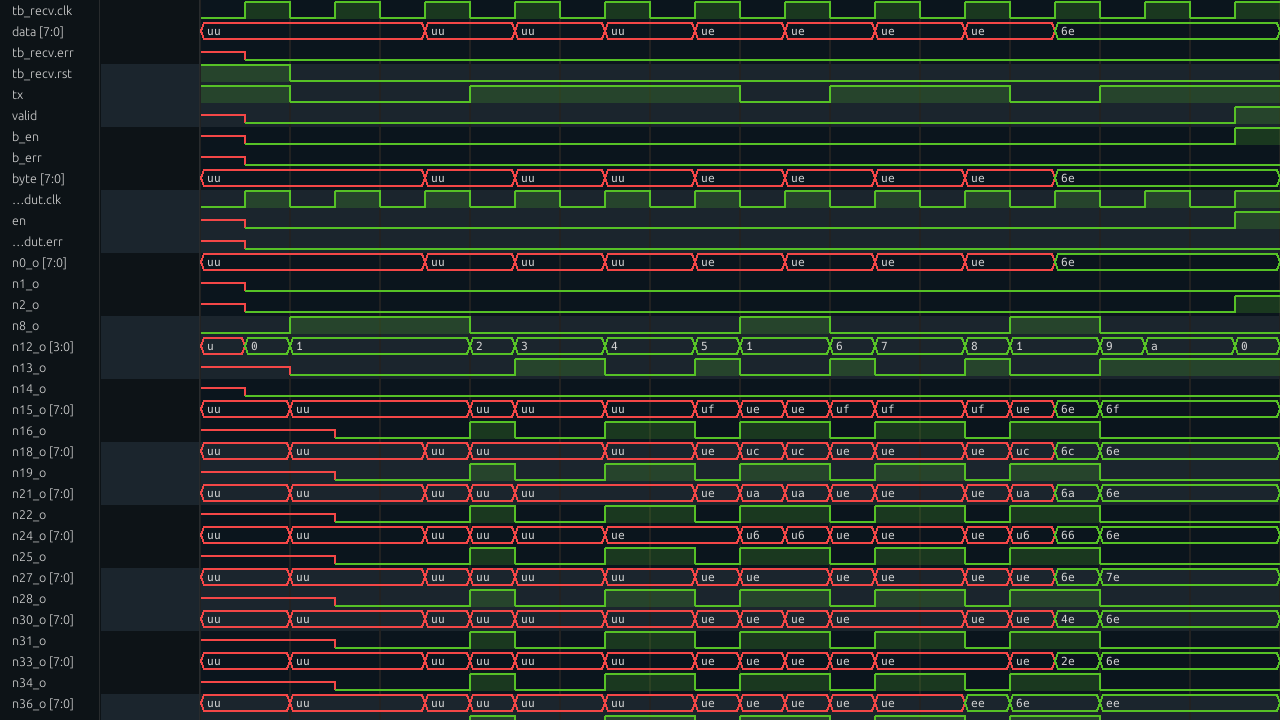 tb_recv.clk
data [7:0] uu uu uu uu ue ue ue ue 6e
tb_recv.err
tb_recv.rst
tx
valid
b_en
b_err
byte [7:0] uu uu uu uu ue ue ue ue 6e
...dut.clk
en
...dut.err
n0_o [7:0] uu uu uu uu ue ue ue ue 6e
n1_o
n2_o
n8_o
n12_o [3:0] u 0 1 2 3 4 5 1 6 7 8 1 9 a 0
n13_o
n14_o
n15_o [7:0] uu uu uu uu uu uf ue ue uf uf uf ue 6e 6f
n16_o
n18_o [7:0] uu uu uu uu uu ue uc uc ue ue ue uc 6c 6e
n19_o
n21_o [7:0] uu uu uu uu uu ue ua ua ue ue ue ua 6a 6e
n22_o
n24_o [7:0] uu uu uu uu uu ue u6 u6 ue ue ue u6 66 6e
n25_o
n27_o [7:0] uu uu uu uu uu uu ue ue ue ue ue ue 6e 7e
n28_o
n30_o [7:0] uu uu uu uu uu uu ue ue ue ue ue ue 4e 6e
n31_o
n33_o [7:0] uu uu uu uu uu uu ue ue ue ue ue ue 2e 6e
n34_o
n36_o [7:0] uu uu uu uu uu uu ue ue ue ue ue ee 6e ee